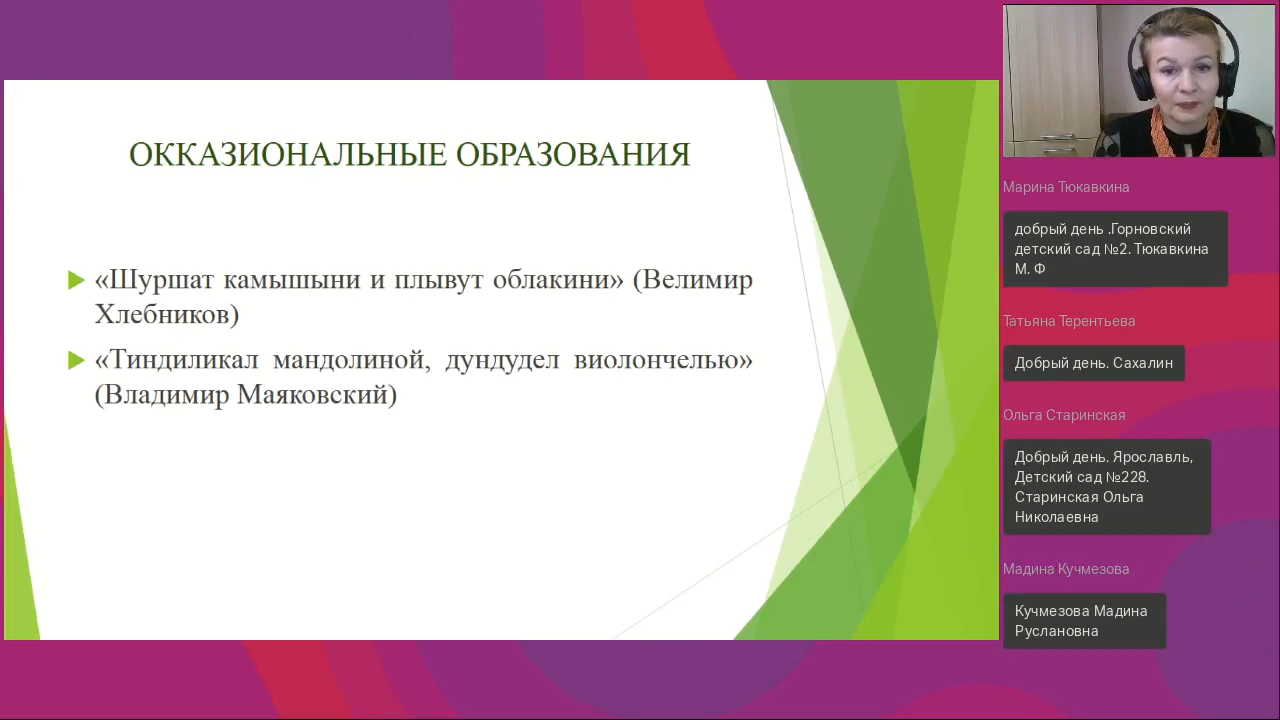 ОККАЗИОНАЛЬНЫЕ ОБРАЗОВАНИЯ
«Шуршат камышыни и плывут облакини» (Велимир
Хлебников)
«Тиндиликал мандолиной, дундудел виолончелью»
(Владимир Маяковский)
Марина Тюкавкина
добрый день .Горновский
детский сад №2. Тюкавкина
М. Ф
Татьяна Терентьева
Добрый день. Сахалин
Ольга Старинская
Добрый день. Ярославль,
Детский сад №228.
Старинская Ольга
Николаевна
Мадина Кучмезова
Кучмезова Мадина
Руслановна